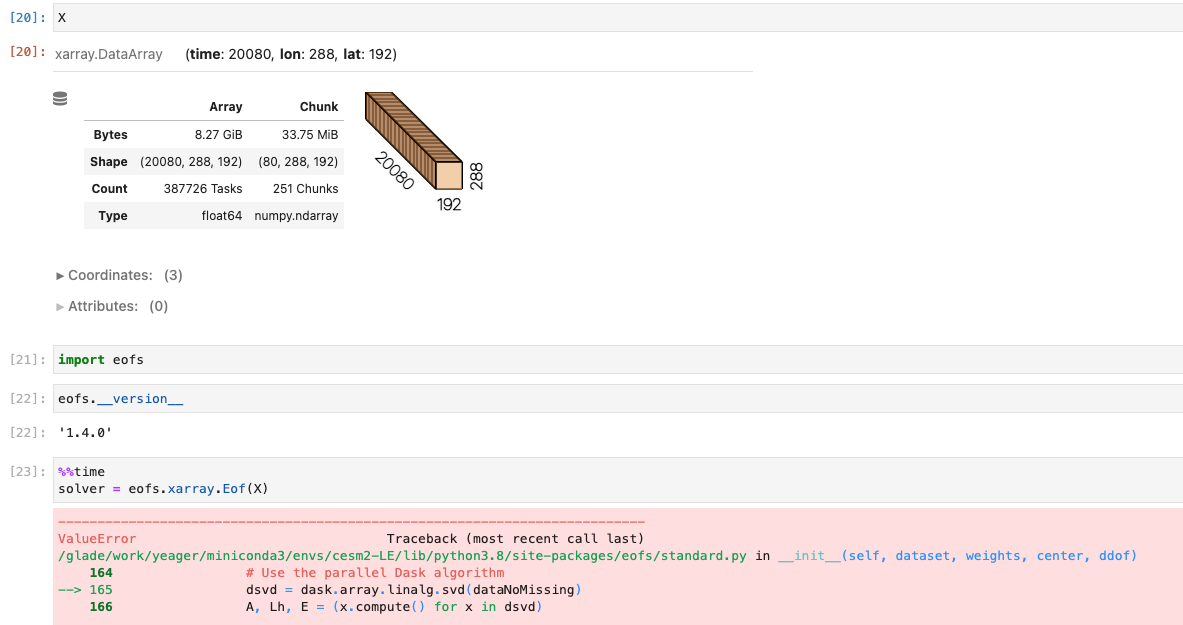 [20]: X
[20]: xarray.DataArray (time: 20080, lon: 288, lat: 192)
Array Chunk
Bytes 8.27 GiB 33.75 MiB
Shape (20080, 288, 192) (80, 288, 192)
Count 387726 Tasks 251 Chunks
Type float64 numpy.ndarray
20080
288
192
► Coordinates: (3)
► Attributes: (0)
[21]: import eofs
[22]: eofs.__version__
[22]: '1.4.0'
[23]: %%time
solver = eofs.xarray.Eof(X)
---------------------------------------------------------------------------
ValueError Traceback (most recent call last)
/glade/work/yeager/miniconda3/envs/cesm2-LE/lib/python3.8/site-packages/eofs/standard.py in __init__(self, dataset, weights, center, ddof)
164 # Use the parallel Dask algorithm
--> 165 dsvd = dask.array.linalg.svd(dataNoMissing)
166 A, Lh, E = (x.compute() for x in dsvd)